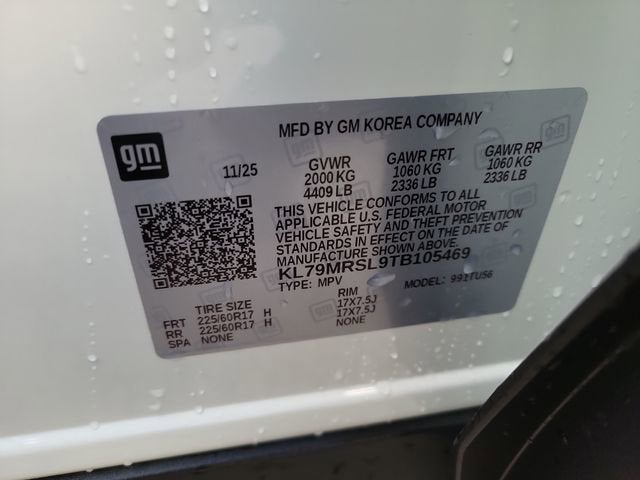 MFD BY GM KOREA COMPANY
gm
11/25
GVWR
2000 KG
4409 LB
GAWR FRT
1060 KG
2336 LB
GAWR RR
1060 KG
2336 LB
THIS VEHICLE CONFORMS TO ALL
APPLICABLE U.S. FEDERAL MOTOR
VEHICLE SAFETY AND THEFT PREVENTION
STANDARDS IN EFFECT ON THE DATE OF
MANUFACTURE SHOWN ABOVE.
KL79MRSL9TB105469
TYPE: MPV
MODEL: 991TU56
TIRE SIZE
RIM
FRT 225/60R17 H 17X7.5J
RR 225/60R17 H 17X7.5J
SPA NONE NONE